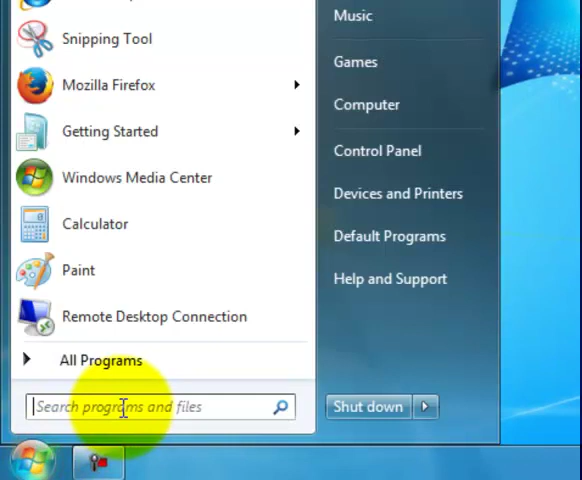 Snipping Tool
Mozilla Firefox
Getting Started
Windows Media Center
Calculator
Paint
Remote Desktop Connection
All Programs
Search programs and files
Music
Games
Computer
Control Panel
Devices and Printers
Default Programs
Help and Support
Shut down